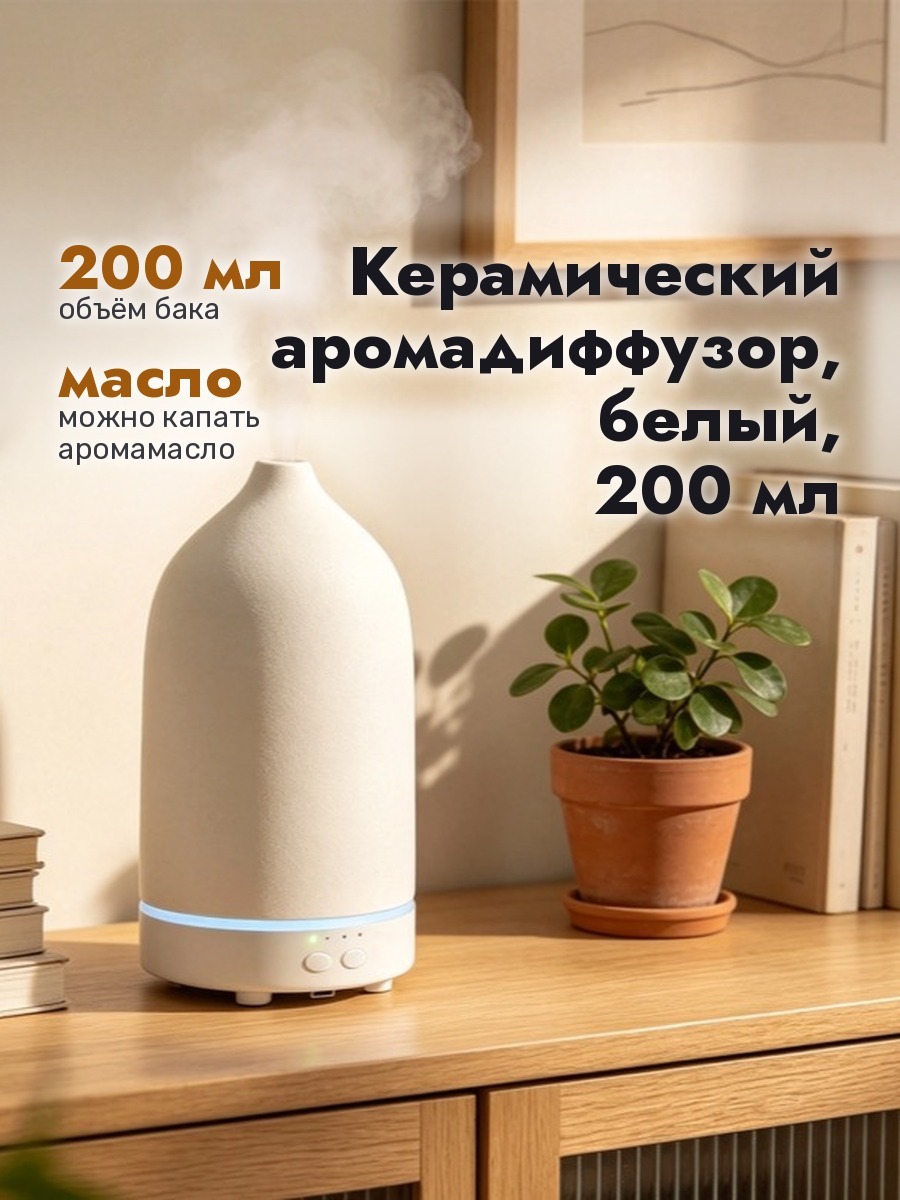 200 мл
объём бака
масло
можно капать
аромамасло
Керамический
аромадиффузор,
белый,
200 мл